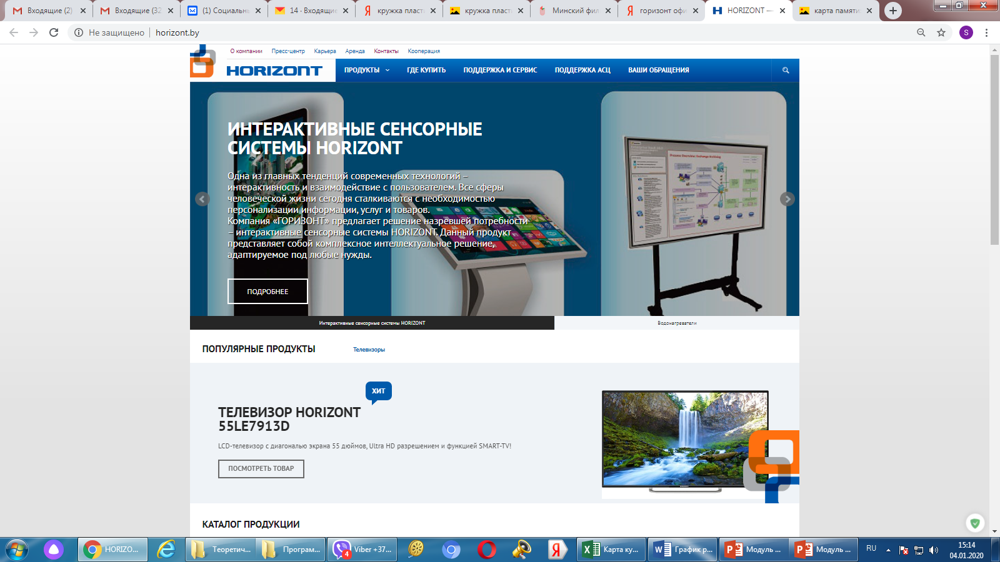 Входящие (2)
Входящие (32
(1) Социальн
14 · Входящие
кружка пласт
кружка пласт
Минский фил
горизонт офи
HORIZONT —
карта памяти
Не защищено
horizont.by
S
О компании
Пресс-центр
Карьера
Аренда
Контакты
Кооперация
HORIZONT
ПРОДУКТЫ
ГДЕ КУПИТЬ
ПОДДЕРЖКА И СЕРВИС
ПОДДЕРЖКА АСЦ
ВАШИ ОБРАЩЕНИЯ
ИНТЕРАКТИВНЫЕ СЕНСОРНЫЕ
СИСТЕМЫ HORIZONT
Одна из главных тенденций современных технологий –
интерактивность и взаимодействие с пользователем. Все сферы
человеческой жизни сегодня сталкиваются с необходимостью
персонализации информации, услуг и товаров.
Компания «ГОРИЗОНТ» предлагает решение назревшей потребности
– интерактивные сенсорные системы HORIZONT. Данный продукт
представляет собой комплексное интеллектуальное решение,
адаптируемое под любые нужды.
ПОДРОБНЕЕ
Process Overview: Exchange Archiving
Интерактивные сенсорные системы HORIZONT
Водонагреватели
ПОПУЛЯРНЫЕ ПРОДУКТЫ
Телевизоры
ХИТ
ТЕЛЕВИЗОР HORIZONT
55LE7913D
LCD-телевизор с диагональю экрана 55 дюймов, Ultra HD разрешением и функцией SMART-TV!
ПОСМОТРЕТЬ ТОВАР
КАТАЛОГ ПРОДУКЦИИ
HORIZO...
Теоретич...
Програм...
4
Viber +37...
Карта ку...
График р...
Модуль ...
Модуль ...
RU
15:14
04.01.2020